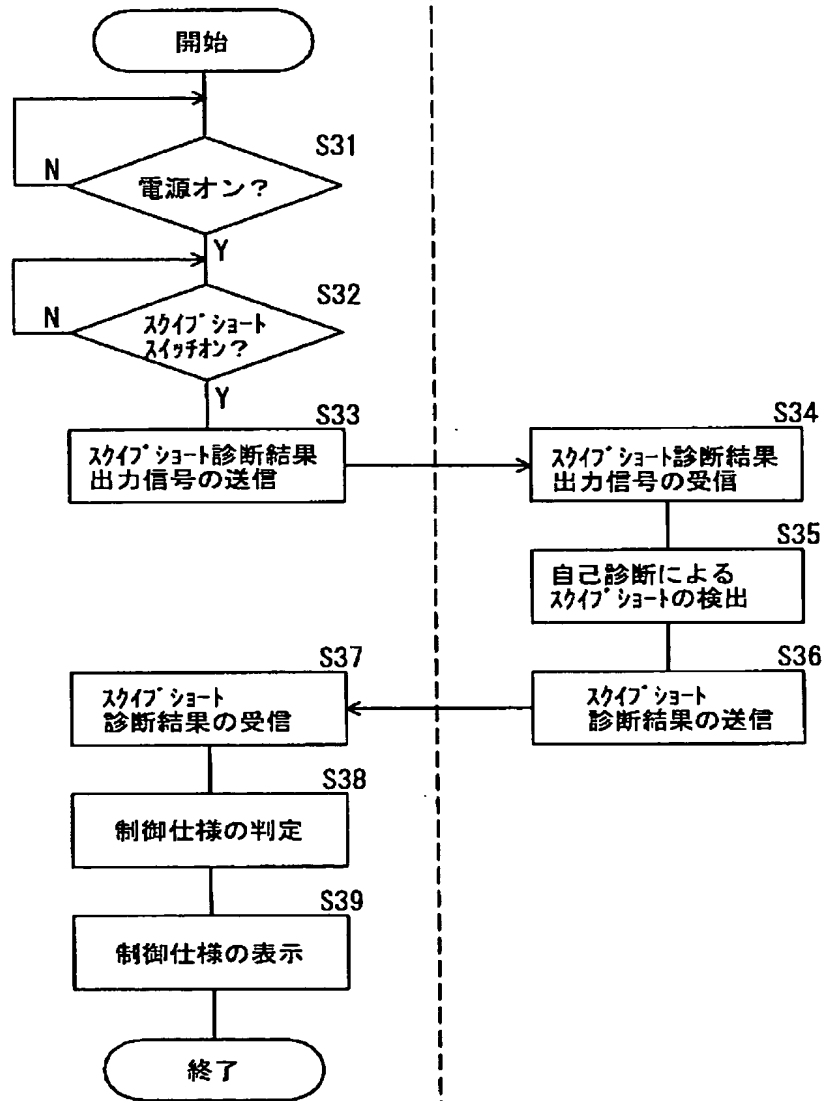 開始
S31
電源オン?
N
Y
S32
スクイブショート
スイッチオン?
N
Y
S33
スクイブショート診断結果
出力信号の送信
S34
スクイブショート診断結果
出力信号の受信
S35
自己診断による
スクイブショートの検出
S36
スクイブショート
診断結果の送信
S37
スクイブショート
診断結果の受信
S38
制御仕様の判定
S39
制御仕様の表示
終了